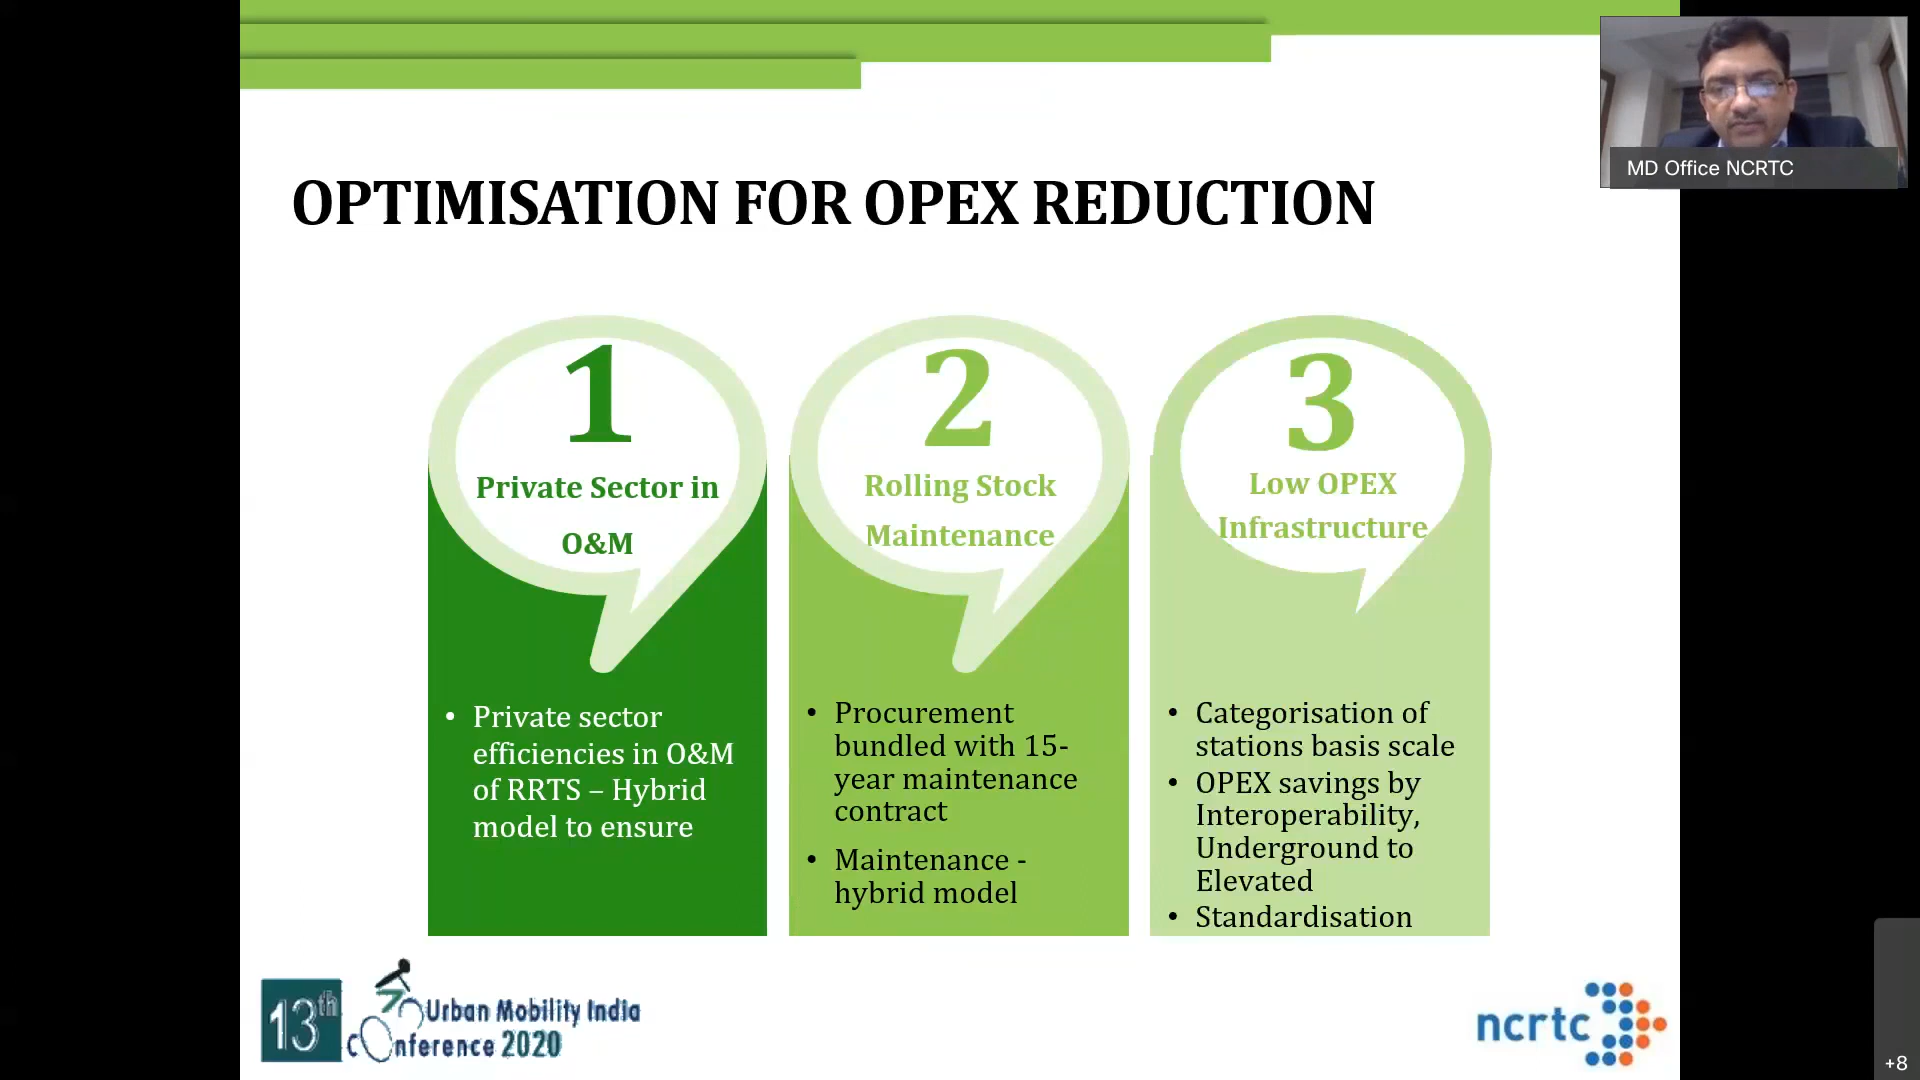 MD Office NCRTC
OPTIMISATION FOR OPEX REDUCTION
1
Private Sector in
O&M
• Private sector
efficiencies in O&M
of RRTS – Hybrid
model to ensure
2
Rolling Stock
Maintenance
• Procurement
bundled with 15-
year maintenance
contract
• Maintenance -
hybrid model
3
Low OPEX
Infrastructure
• Categorisation of
stations basis scale
• OPEX savings by
Interoperability,
Underground to
Elevated
• Standardisation
13th
Urban Mobility India
Conference 2020
ncrtc
+8